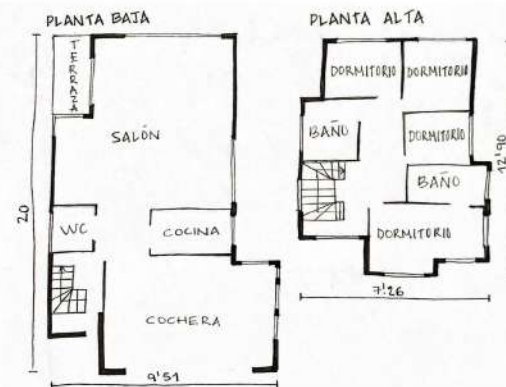 PLANTA BAJA
TERRAZA
SALÓN
WC
COCINA
COCHERA
20
9'51
PLANTA ALTA
DORMITORIO
DORMITORIO
BAÑO
DORMITORIO
BAÑO
DORMITORIO
12'90
7'26